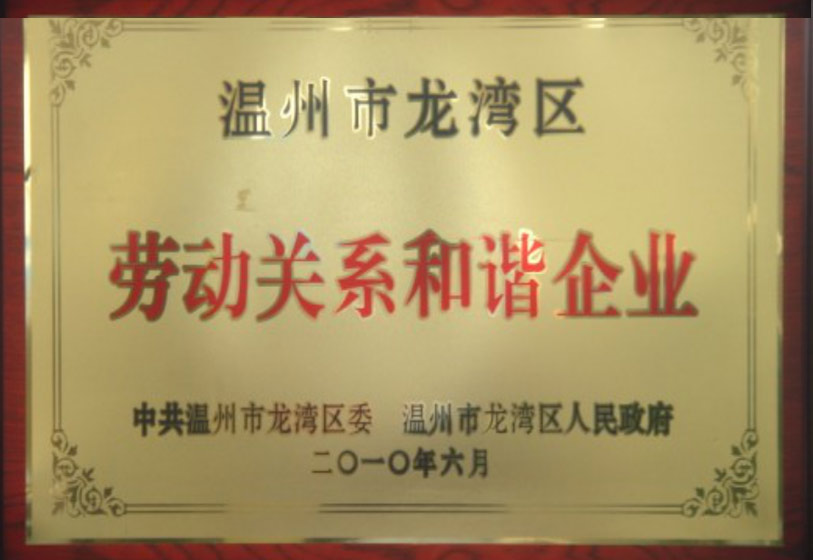 温州市龙湾区
劳动关系和谐企业
中共温州市龙湾区委 温州市龙湾区人民政府
二〇一〇年六月